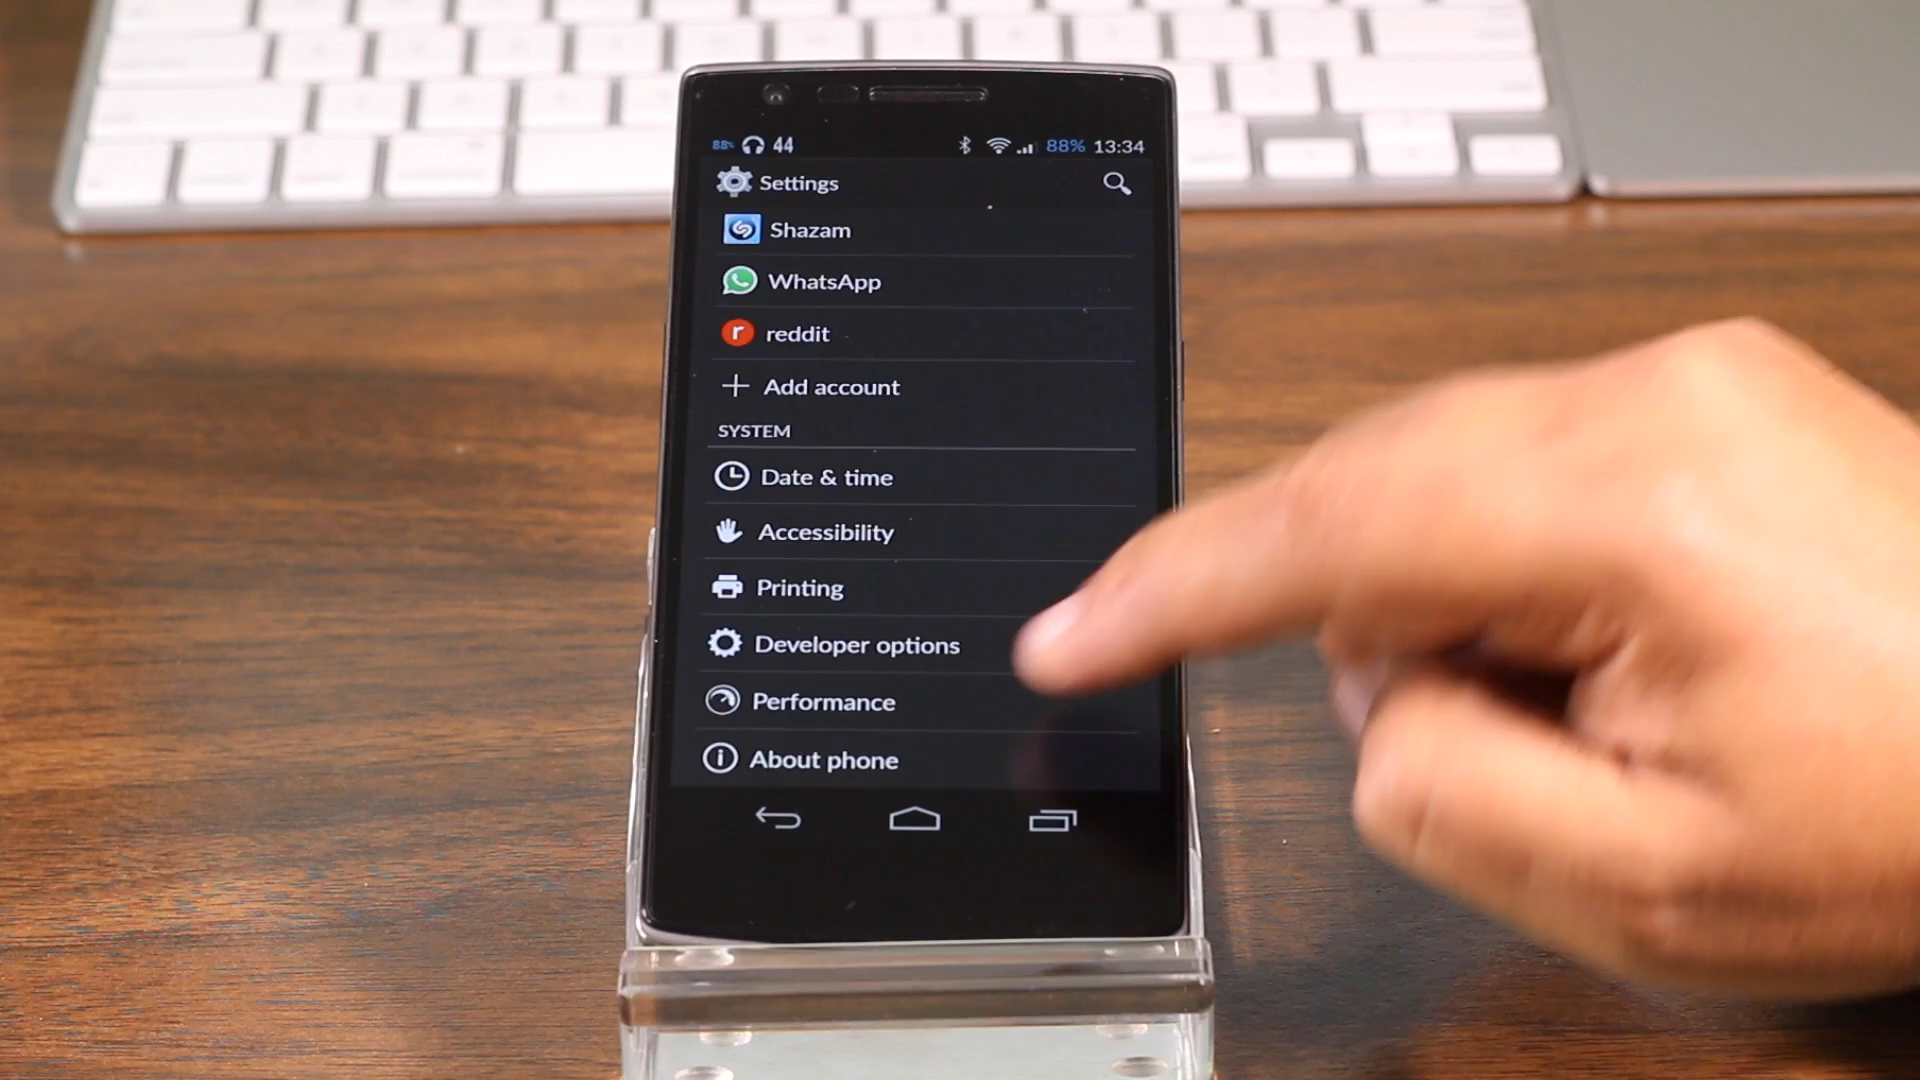 88% 44 88% 13:34
Settings
Shazam
WhatsApp
r reddit
Add account
SYSTEM
Date & time
Accessibility
Printing
Developer options
Performance
About phone